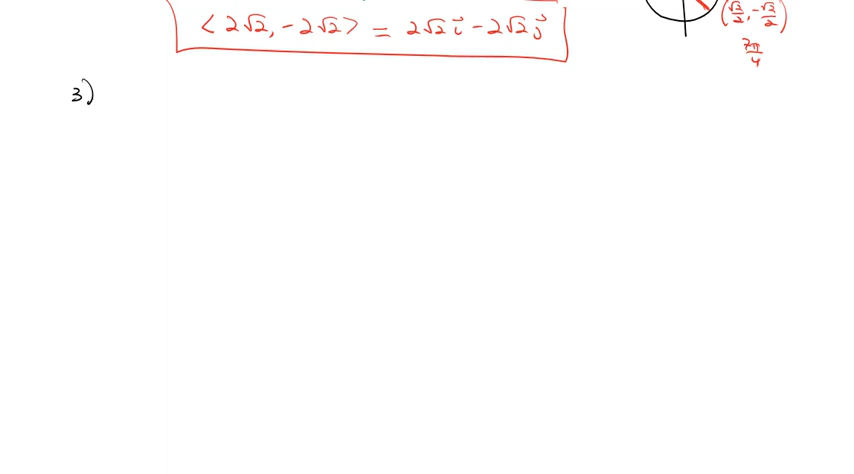 ⟨2√2, -2√2⟩ = 2√2 i⃗ - 2√2 j⃗
(√2/2, -√2/2)
7π/4
3)